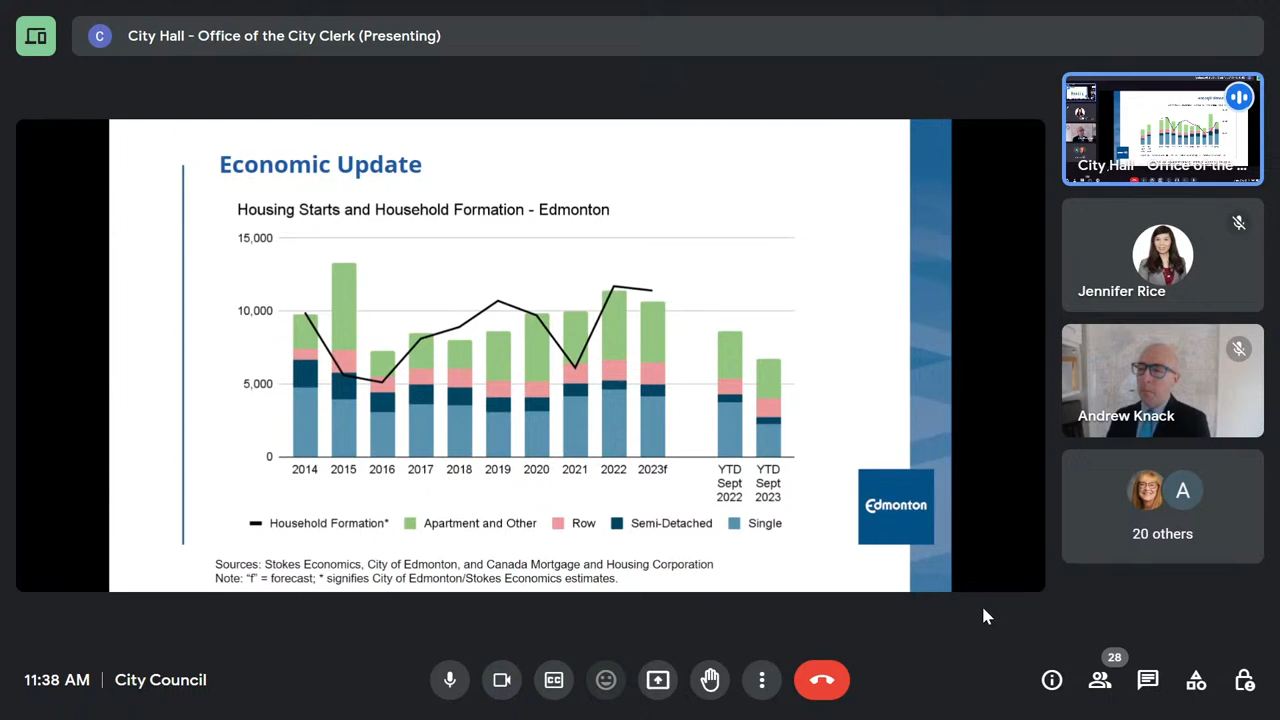 C
City Hall - Office of the City Clerk (Presenting)
Economic Update
Housing Starts and Household Formation - Edmonton
15,000
10,000
5,000
0
2014 2015 2016 2017 2018 2019 2020 2021 2022 2023f YTD Sept 2022 YTD Sept 2023
Household Formation* Apartment and Other Row Semi-Detached Single
Sources: Stokes Economics, City of Edmonton, and Canada Mortgage and Housing Corporation
Note: "f" = forecast; * signifies City of Edmonton/Stokes Economics estimates.
Edmonton
City Hall - Office of the ...
Jennifer Rice
Andrew Knack
A
20 others
11:38 AM | City Council
28